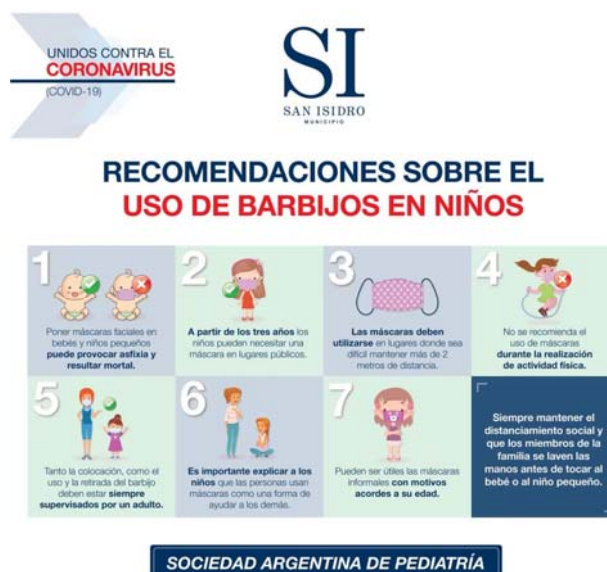 UNIDOS CONTRA EL
CORONAVIRUS
(COVID-19)
SI
SAN ISIDRO
MUNICIPIO
RECOMENDACIONES SOBRE EL
USO DE BARBIJOS EN NIÑOS
1
Poner máscaras faciales en
bebés y niños pequeños
puede provocar asfixia y
resultar mortal.
2
A partir de los tres años los
niños pueden necesitar una
máscara en lugares públicos.
3
Las máscaras deben
utilizarse en lugares donde sea
difícil mantener más de 2
metros de distancia.
4
No se recomienda el
uso de máscaras
durante la realización
de actividad física.
5
Tanto la colocación, como el
uso y la retirada del barbijo
deben estar siempre
supervisados por un adulto.
6
Es importante explicar a los
niños que las personas usan
máscaras como una forma de
ayudar a los demás.
7
Pueden ser útiles las máscaras
informales con motivos
acordes a su edad.
Siempre mantener el
distanciamiento social y
que los miembros de la
familia se laven las
manos antes de tocar al
bebé o al niño pequeño.
SOCIEDAD ARGENTINA DE PEDIATRÍA